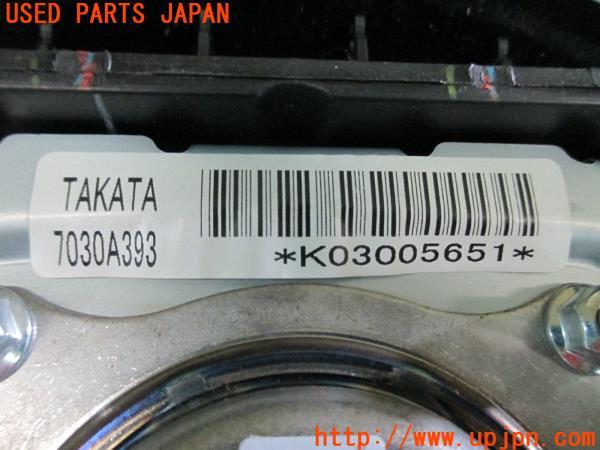 USED PARTS JAPAN
TAKATA
7030A393
*K03005651*
http://www.upjpn.com